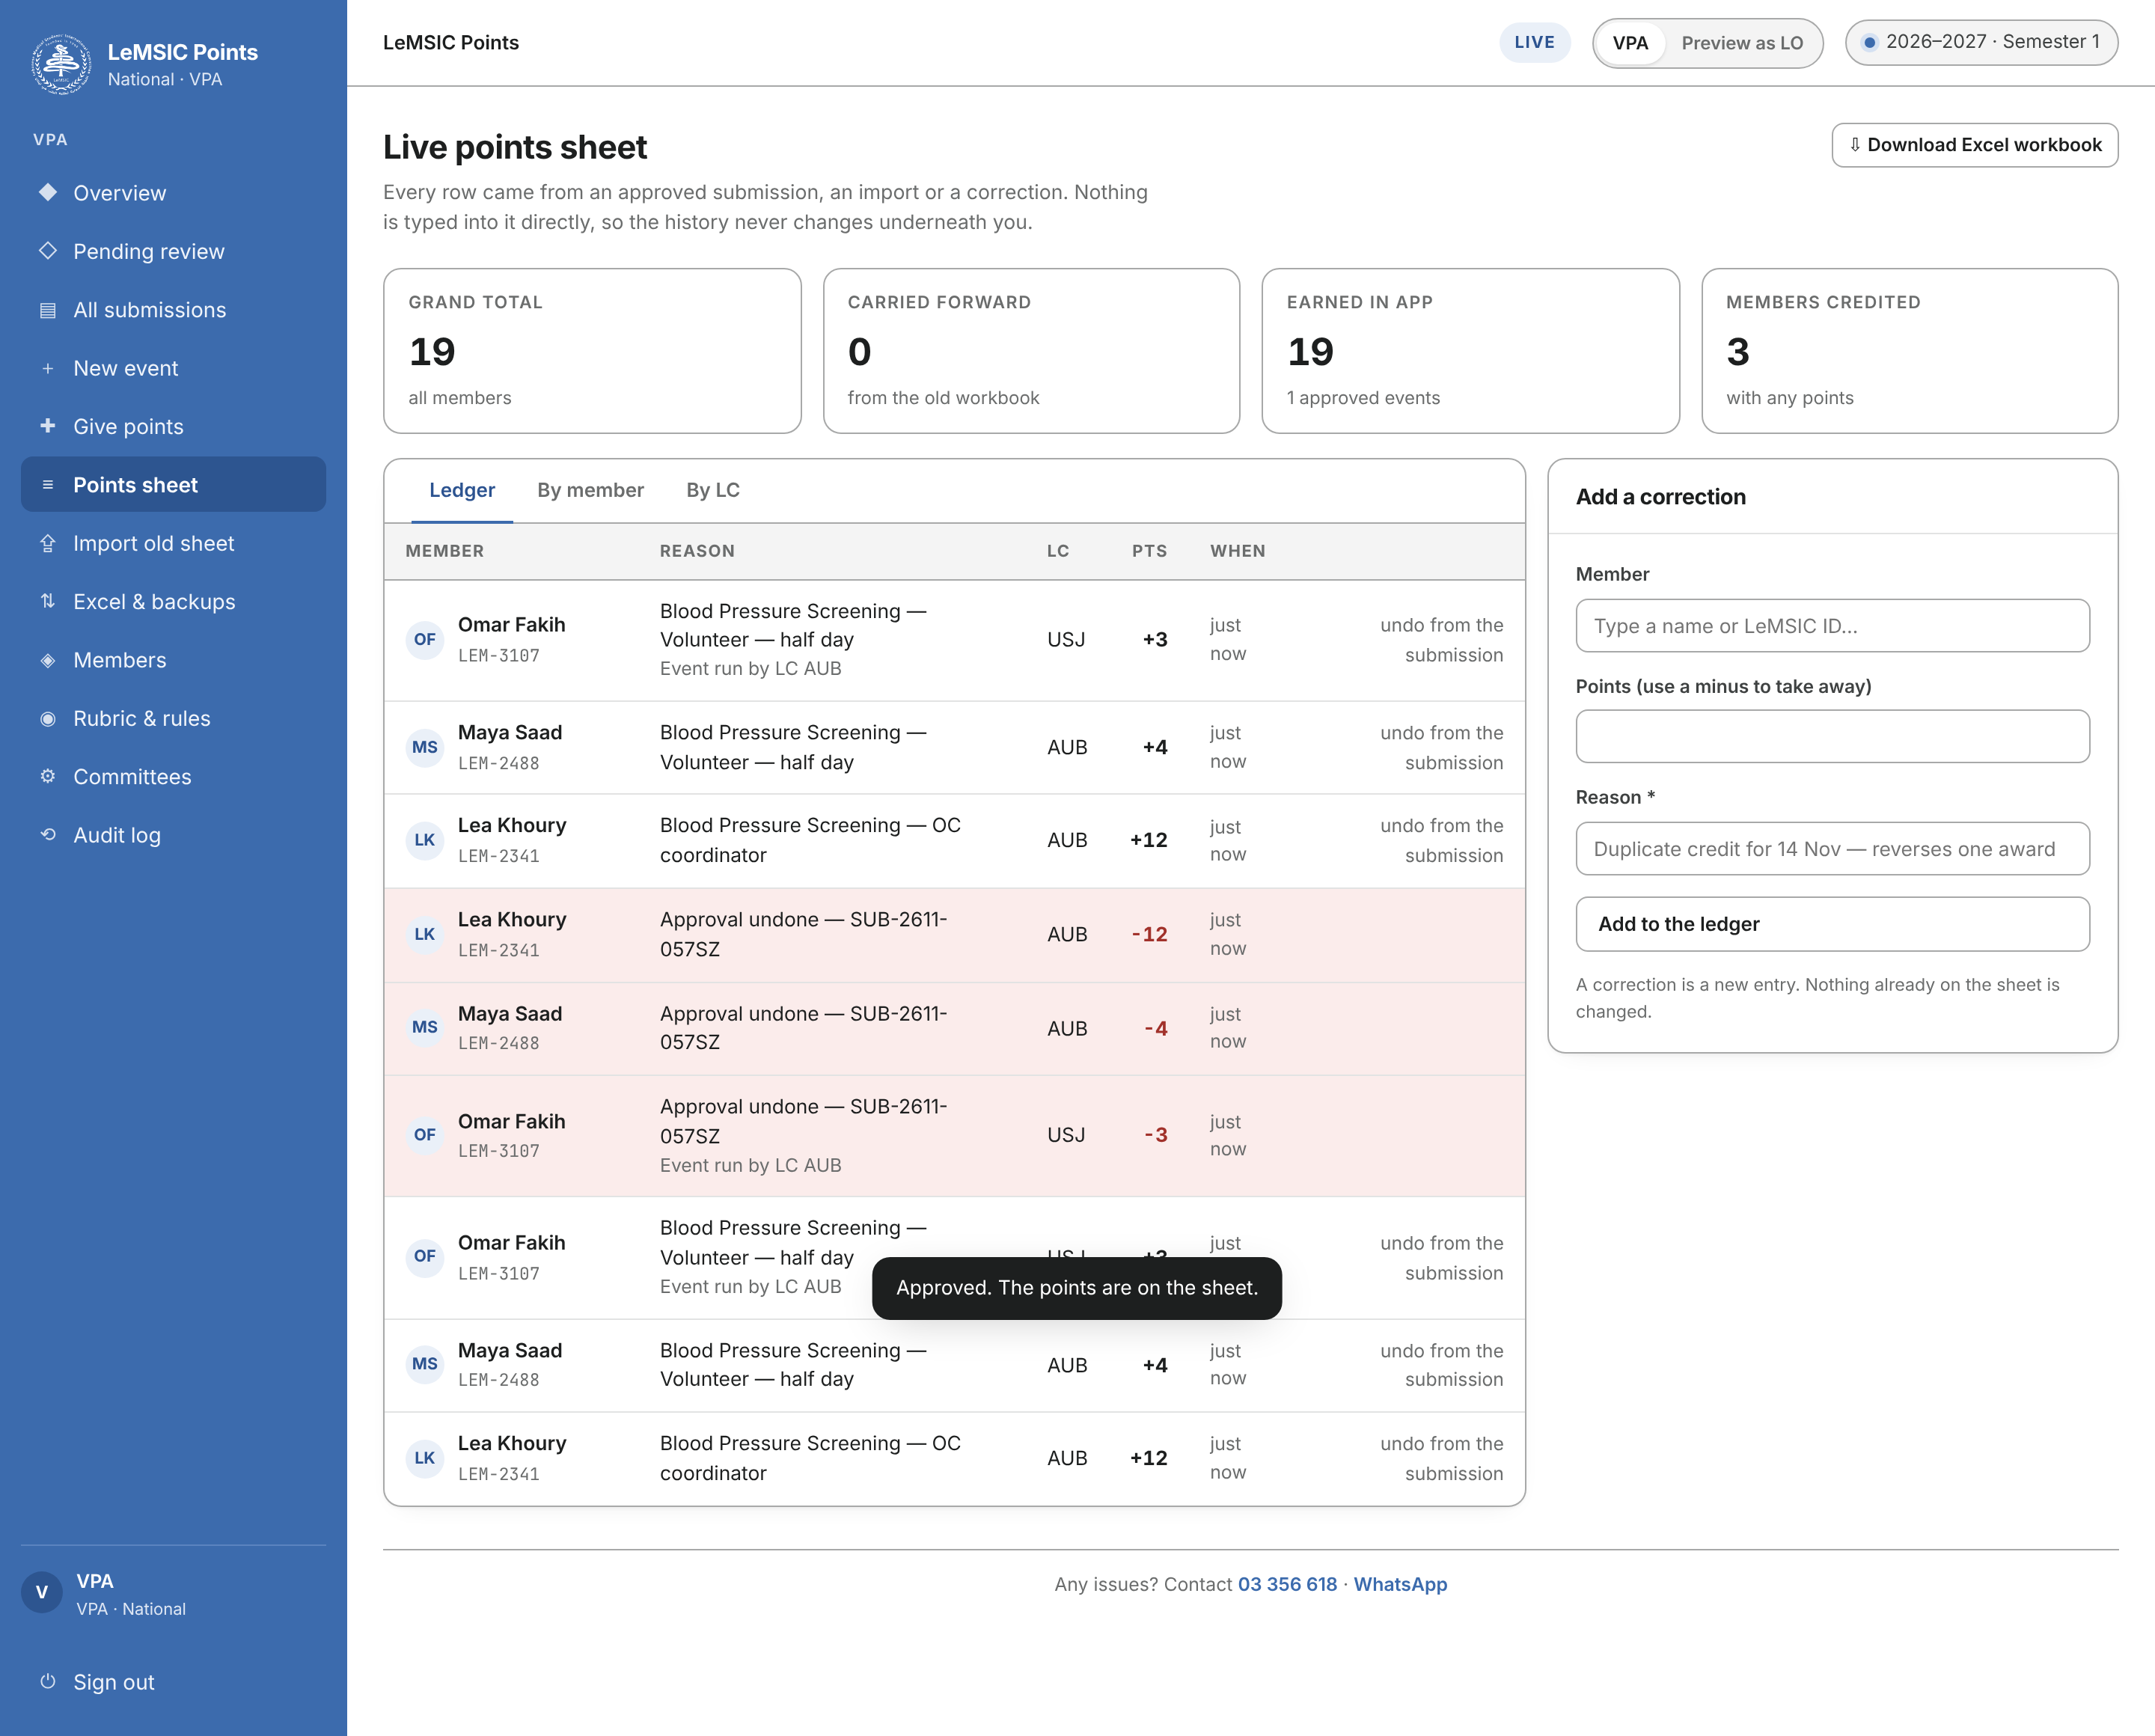 LeMSIC Points
National · VPA
VPA
Overview
Pending review
All submissions
New event
Give points
Points sheet
Import old sheet
Excel & backups
Members
Rubric & rules
Committees
Audit log
V
VPA
VPA · National
Sign out
LeMSIC Points
LIVE
VPA
Preview as LO
2026–2027 · Semester 1
Live points sheet
Every row came from an approved submission, an import or a correction. Nothing
is typed into it directly, so the history never changes underneath you.
⇩ Download Excel workbook
GRAND TOTAL
19
all members
CARRIED FORWARD
0
from the old workbook
EARNED IN APP
19
1 approved events
MEMBERS CREDITED
3
with any points
Ledger By member By LC
MEMBER REASON LC PTS WHEN
OF
Omar Fakih
LEM-3107
Blood Pressure Screening —
Volunteer — half day
Event run by LC AUB
USJ
+3
just
now
undo from the
submission
MS
Maya Saad
LEM-2488
Blood Pressure Screening —
Volunteer — half day
AUB
+4
just
now
undo from the
submission
LK
Lea Khoury
LEM-2341
Blood Pressure Screening — OC
coordinator
AUB
+12
just
now
undo from the
submission
LK
Lea Khoury
LEM-2341
Approval undone — SUB-2611-
057SZ
AUB
-12
just
now
MS
Maya Saad
LEM-2488
Approval undone — SUB-2611-
057SZ
AUB
-4
just
now
OF
Omar Fakih
LEM-3107
Approval undone — SUB-2611-
057SZ
Event run by LC AUB
USJ
-3
just
now
OF
Omar Fakih
LEM-3107
Blood Pressure Screening —
Volunteer — half day
Event run by LC AUB
USJ
+3
just
undo from the
submission
Approved. The points are on the sheet.
MS
Maya Saad
LEM-2488
Blood Pressure Screening —
Volunteer — half day
AUB
+4
just
now
undo from the
submission
LK
Lea Khoury
LEM-2341
Blood Pressure Screening — OC
coordinator
AUB
+12
just
now
undo from the
submission
Add a correction
Member
Type a name or LeMSIC ID...
Points (use a minus to take away)
Reason *
Duplicate credit for 14 Nov — reverses one award
Add to the ledger
A correction is a new entry. Nothing already on the sheet is
changed.
Any issues? Contact 03 356 618 · WhatsApp